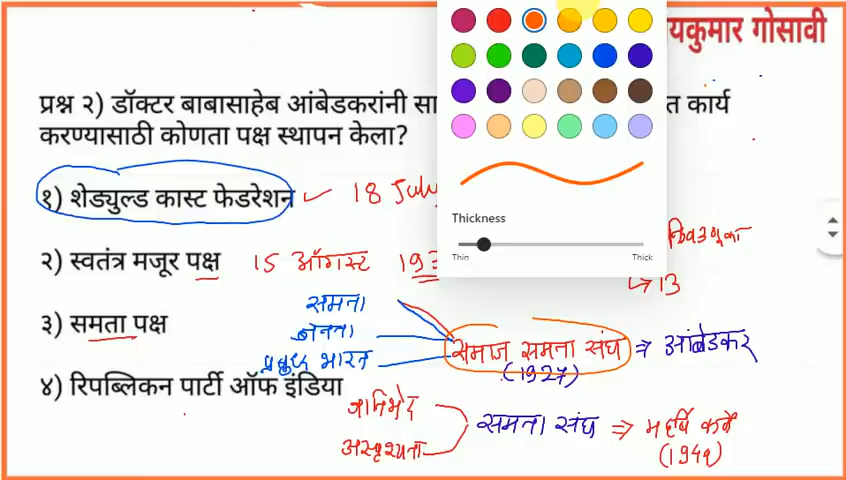 यकुमार गोसावी
प्रश्न २) डॉक्टर बाबासाहेब आंबेडकरांनी सा त कार्य
करण्यासाठी कोणता पक्ष स्थापन केला?
१) शेड्युल्ड कास्ट फेडरेशन ✓ 18 July
Thickness
Thin Thick
निवडणूका
२) स्वतंत्र मजूर पक्ष 15 ऑगस्ट 193
↳ 13
समता
३) समता पक्ष
जनता
समाज समता संघ ⇒ आंबेडकर
प्रबुद्ध भारत
(1927)
४) रिपब्लिकन पार्टी ऑफ इंडिया
जातिभेद
समता संघ ⇒ महर्षि कर्वे
अस्पृश्यता
(1944)